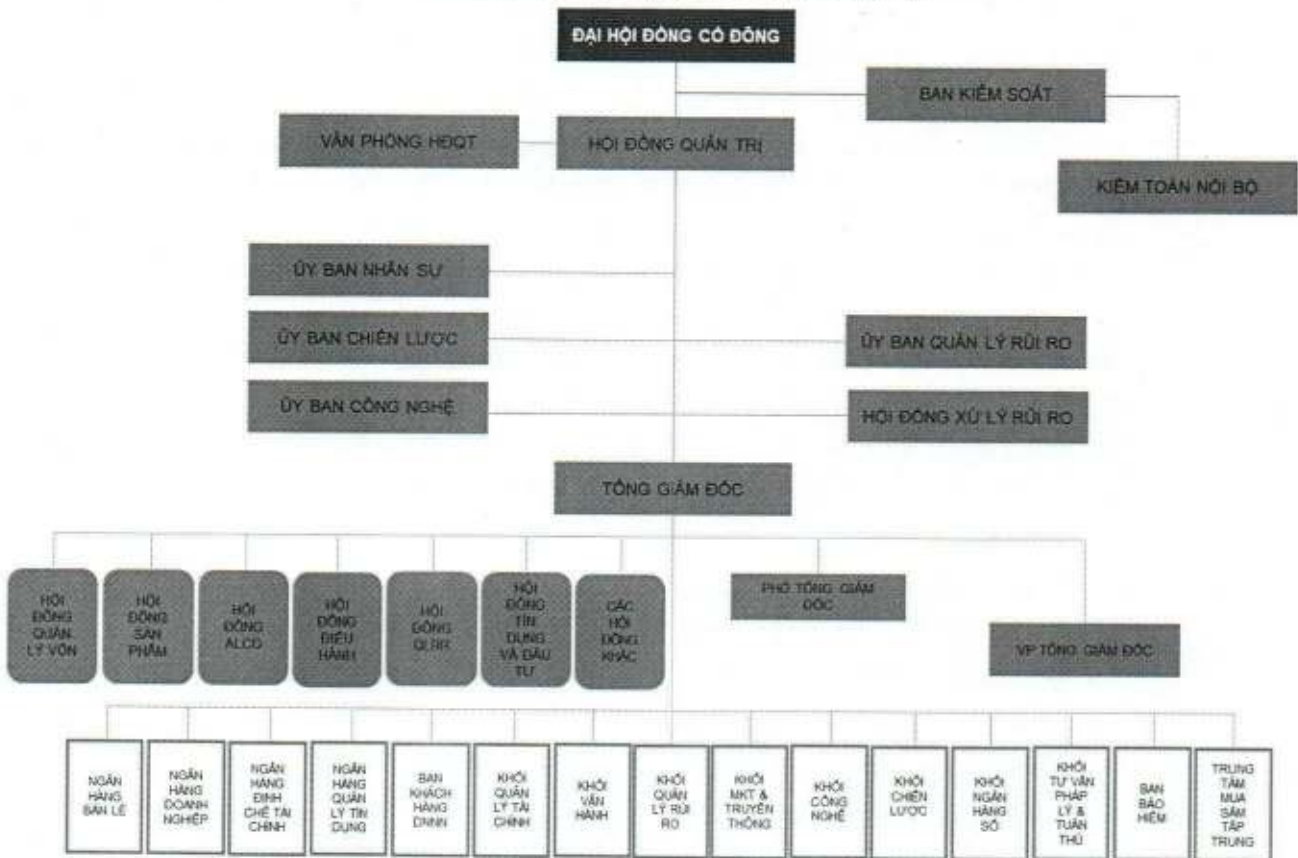 ĐẠI HỘI ĐỒNG CỔ ĐÔNG
BAN KIỂM SOÁT
VĂN PHÒNG HĐQT
HỘI ĐỒNG QUẢN TRỊ
KIỂM TOÁN NỘI BỘ
ỦY BAN NHÂN SỰ
ỦY BAN CHIẾN LƯỢC
ỦY BAN QUẢN LÝ RỦI RO
ỦY BAN CÔNG NGHỆ
HỘI ĐỒNG XỬ LÝ RỦI RO
TỔNG GIÁM ĐỐC
HỘI
ĐỒNG
QUẢN
LÝ VỐN
HỘI
ĐỒNG
SẢN
PHẨM
HỘI
ĐỒNG
ALCO
HỘI
ĐỒNG
ĐIỀU
HÀNH
HỘI
ĐỒNG
QLRR
HỘI
ĐỒNG
TÍN
DỤNG
VÀ ĐẦU
TƯ
CÁC
HỘI
ĐỒNG
KHÁC
PHÓ TỔNG GIÁM
ĐỐC
VP TỔNG GIÁM ĐỐC
NGÂN
HÀNG
BÁN LẺ
NGÂN
HÀNG
DOANH
NGHIỆP
NGÂN
HÀNG
ĐỊNH
CHẾ TÀI
CHÍNH
NGÂN
HÀNG
QUẢN
LÝ TÍN
DỤNG
BAN
KHÁCH
HÀNG
DNNN
KHỐI
QUẢN
LÝ TÀI
CHÍNH
KHỐI
VẬN
HÀNH
KHỐI
QUẢN
LÝ RỦI
RO
KHỐI
MKT &
TRUYỀN
THÔNG
KHỐI
CÔNG
NGHỆ
KHỐI
CHIẾN
LƯỢC
KHỐI
NGÂN
HÀNG
SỐ
KHỐI
TƯ VẤN
PHÁP
LÝ &
TUÂN
THỦ
BAN
BẢO
HIỂM
TRUNG
TÂM
MUA
SẮM
TẬP
TRUNG